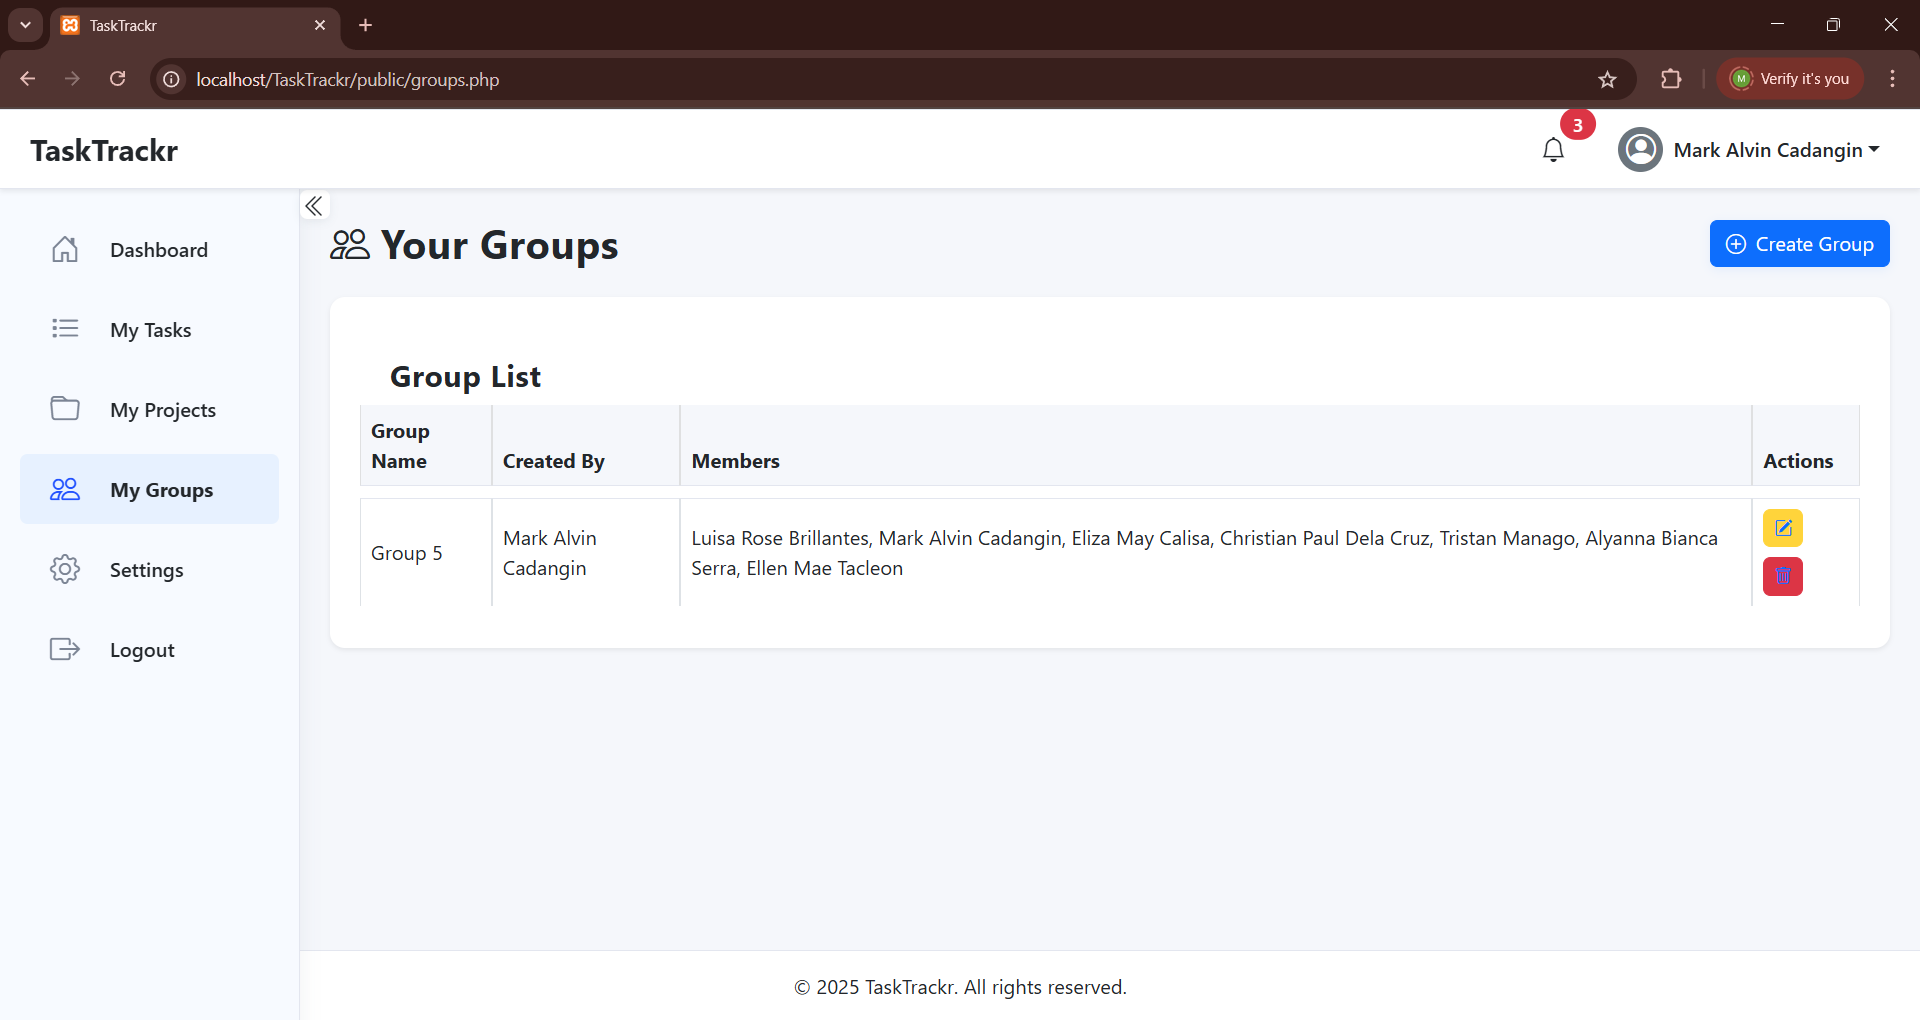 TaskTrackr
localhost/TaskTrackr/public/groups.php
M Verify it's you
TaskTrackr
3
Mark Alvin Cadangin
Dashboard
My Tasks
My Projects
My Groups
Settings
Logout
Your Groups
Create Group
Group List
Group
Name
Created By
Members
Actions
Group 5
Mark Alvin
Cadangin
Luisa Rose Brillantes, Mark Alvin Cadangin, Eliza May Calisa, Christian Paul Dela Cruz, Tristan Manago, Alyanna Bianca
Serra, Ellen Mae Tacleon
© 2025 TaskTrackr. All rights reserved.